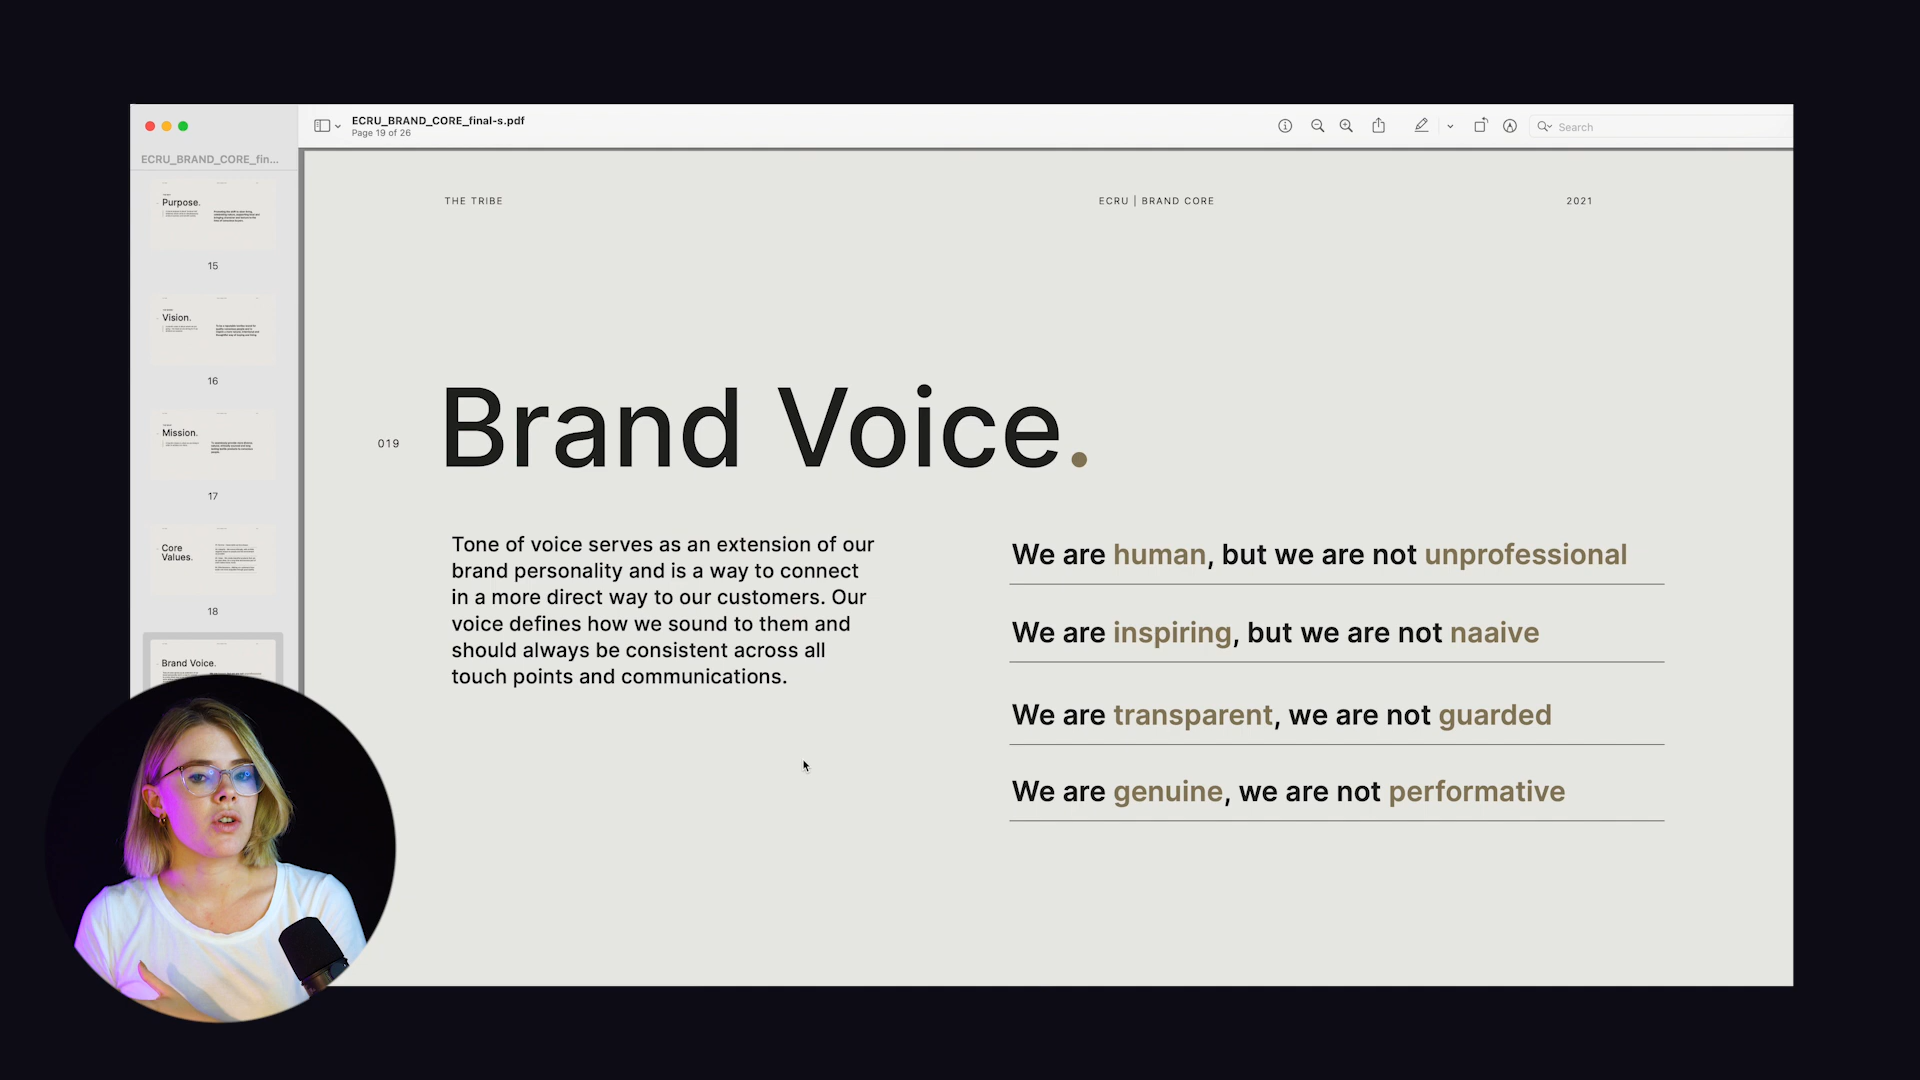 ECRU_BRAND_CORE_final-s.pdf
Page 19 of 26
Search
ECRU_BRAND_CORE_fin...
Purpose.
15
Vision.
16
Mission.
17
Core
Values.
18
Brand Voice.
THE TRIBE
ECRU | BRAND CORE
2021
019
Brand Voice.
Tone of voice serves as an extension of our
brand personality and is a way to connect
in a more direct way to our customers. Our
voice defines how we sound to them and
should always be consistent across all
touch points and communications.
We are human, but we are not unprofessional
We are inspiring, but we are not naaive
We are transparent, we are not guarded
We are genuine, we are not performative